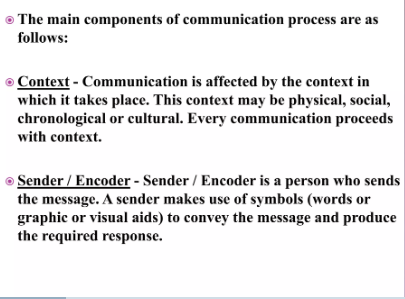 The main components of communication process are as
follows:
Context - Communication is affected by the context in
which it takes place. This context may be physical, social,
chronological or cultural. Every communication proceeds
with context.
Sender / Encoder - Sender / Encoder is a person who sends
the message. A sender makes use of symbols (words or
graphic or visual aids) to convey the message and produce
the required response.